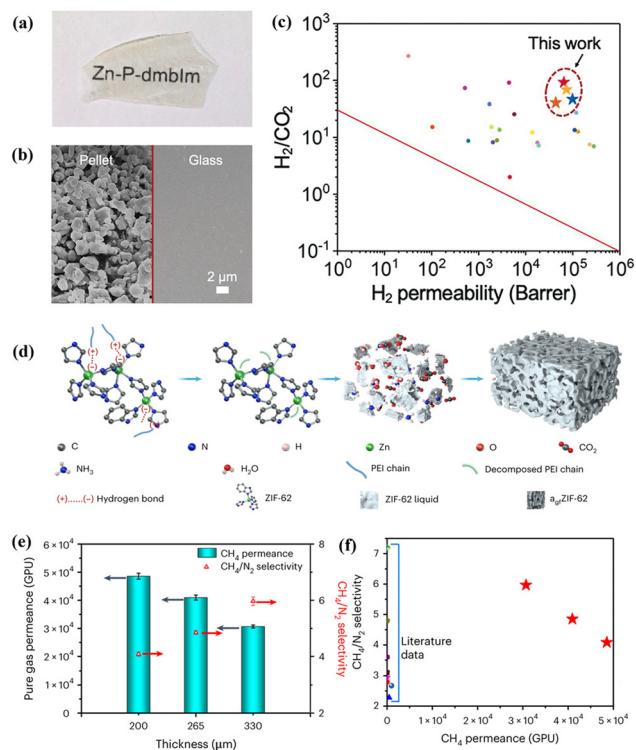 (a)
Zn-P-dmbIm
(b)
Pellet
Glass
2 μm
(c)
This work
10³
10²
10¹
10⁰
10⁻¹
H₂/CO₂
10⁰ 10¹ 10² 10³ 10⁴ 10⁵ 10⁶
H₂ permeability (Barrer)
(d)
(+) (+)
(−) (−)
(−)
(+)
C N H Zn O CO₂
NH₃ H₂O PEI chain Decomposed PEI chain
(+)......(−) Hydrogen bond ZIF-62 ZIF-62 liquid agfZIF-62
(e)
CH₄ permeance
CH₄/N₂ selectivity
Pure gas permeance (GPU)
6 × 10⁴
5 × 10⁴
4 × 10⁴
3 × 10⁴
2 × 10⁴
1 × 10⁴
0
8
6
4
2
CH₄/N₂ selectivity
200 265 330
Thickness (μm)
(f)
CH₄/N₂ selectivity
7
6
5
4
3
2
Literature
data
0 1 × 10⁴ 2 × 10⁴ 3 × 10⁴ 4 × 10⁴ 5 × 10⁴
CH₄ permeance (GPU)